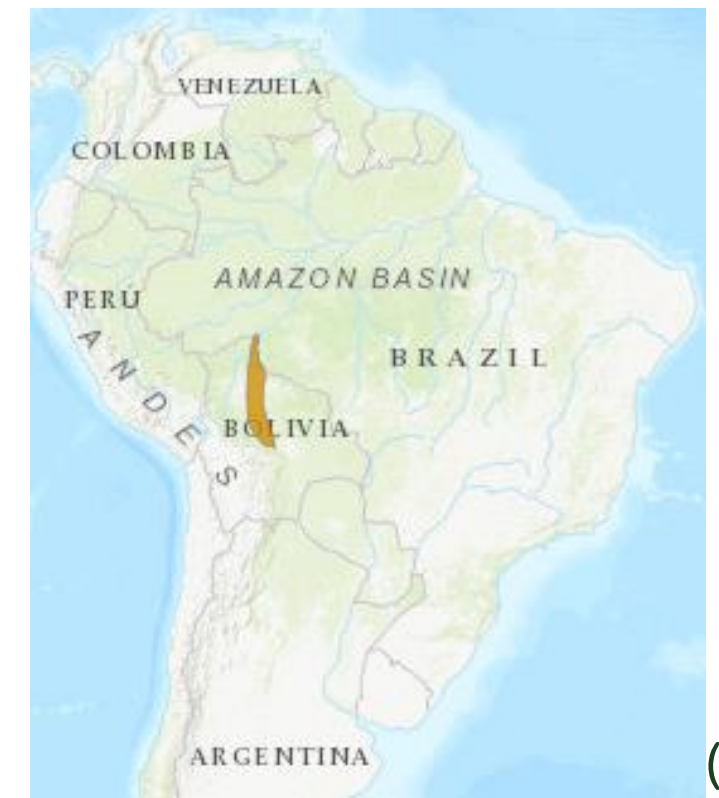 VENEZUELA
COLOMBIA
AMAZON BASIN
PERU
BRAZIL
ANDES
BOLIVIA
ARGENTINA
(